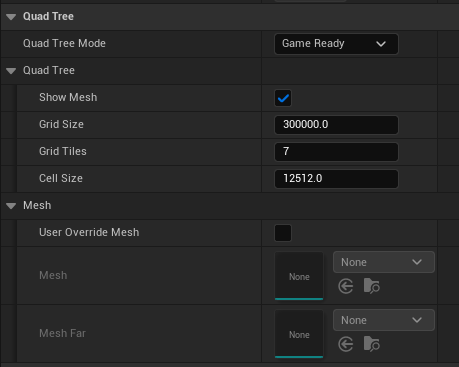 Quad Tree
Quad Tree Mode Game Ready
Quad Tree
Show Mesh
Grid Size 300000.0
Grid Tiles 7
Cell Size 12512.0
Mesh
User Override Mesh
Mesh None None
Mesh Far None None